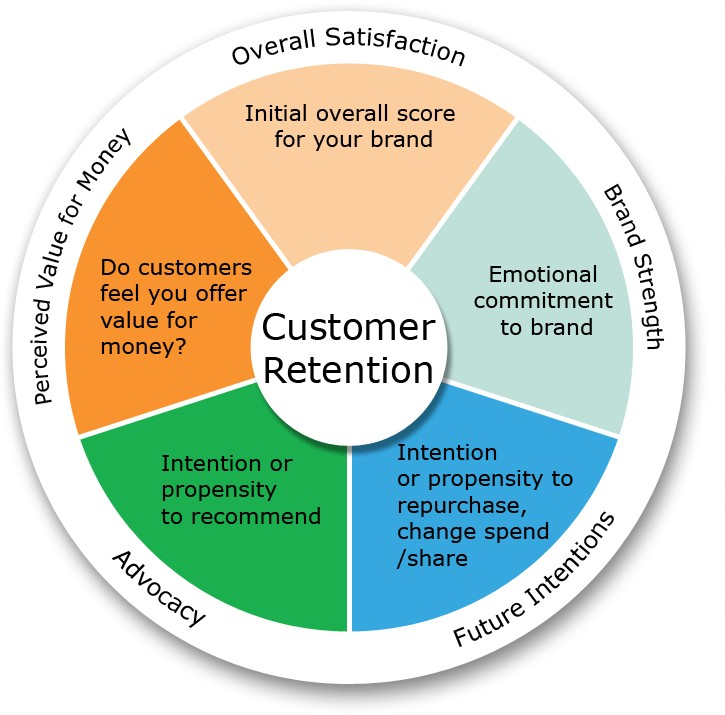 Overall Satisfaction
Initial overall score
for your brand
Brand Strength
Emotional
commitment
to brand
Future Intentions
Intention
or propensity to
repurchase,
change spend
/share
Advocacy
Intention or
propensity
to recommend
Perceived Value for Money
Do customers
feel you offer
value for
money?
Customer
Retention